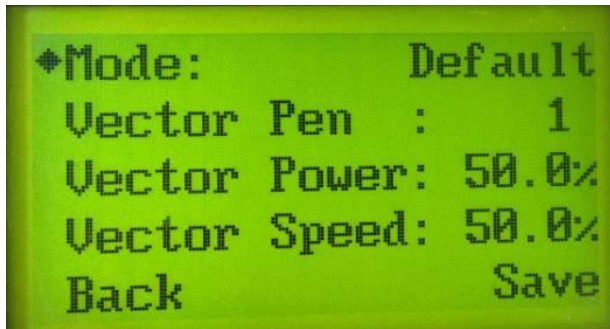 ◆Mode: Default
Vector Pen : 1
Vector Power: 50.0%
Vector Speed: 50.0%
Back Save